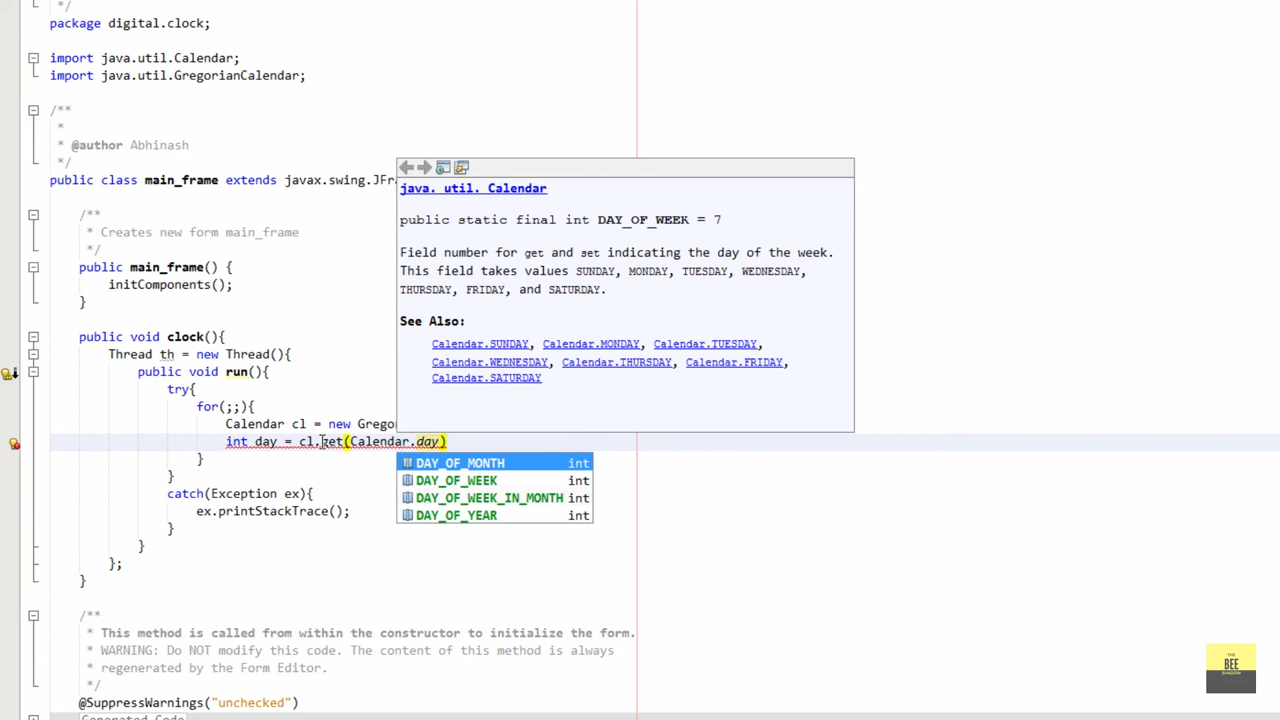 */
package digital.clock;
import java.util.Calendar;
import java.util.GregorianCalendar;
/**
*
* @author Abhinash
*/
public class main_frame extends javax.swing.JFr
/**
* Creates new form main_frame
*/
public main_frame() {
initComponents();
}
public void clock(){
Thread th = new Thread(){
public void run(){
try{
for(;;){
Calendar cl = new Gregor
int day = cl.get(Calendar.day)
}
}
catch(Exception ex){
ex.printStackTrace();
}
}
};
}
/**
* This method is called from within the constructor to initialize the form.
* WARNING: Do NOT modify this code. The content of this method is always
* regenerated by the Form Editor.
*/
@SuppressWarnings("unchecked")
Generated Code
java. util. Calendar
public static final int DAY_OF_WEEK = 7
Field number for get and set indicating the day of the week.
This field takes values SUNDAY, MONDAY, TUESDAY, WEDNESDAY,
THURSDAY, FRIDAY, and SATURDAY.
See Also:
Calendar.SUNDAY, Calendar.MONDAY, Calendar.TUESDAY,
Calendar.WEDNESDAY, Calendar.THURSDAY, Calendar.FRIDAY,
Calendar.SATURDAY
DAY_OF_MONTH int
DAY_OF_WEEK int
DAY_OF_WEEK_IN_MONTH int
DAY_OF_YEAR int
THE
BEE
SHADOW